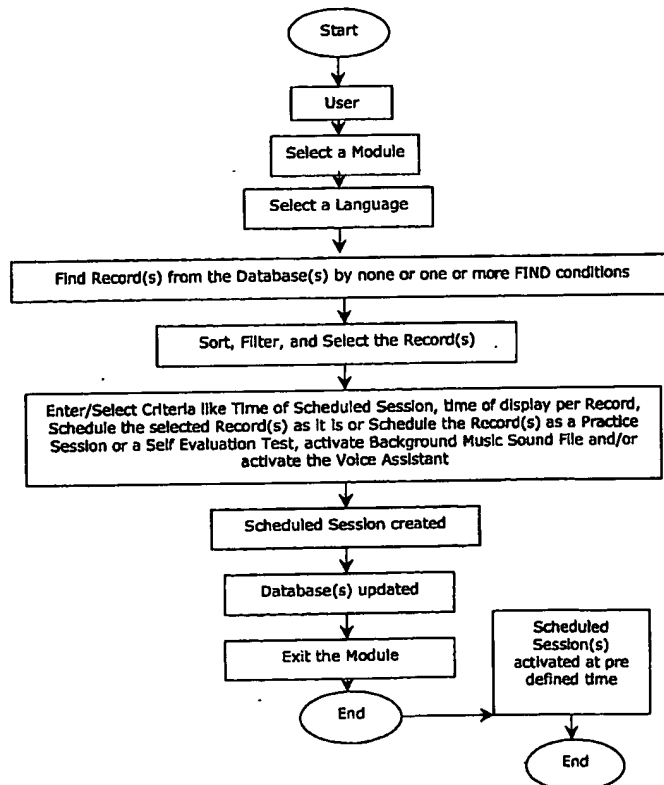 Start
User
Select a Module
Select a Language
Find Record(s) from the Database(s) by none or one or more FIND conditions
Sort, Filter, and Select the Record(s)
Enter/Select Criteria like Time of Scheduled Session, time of display per Record,
Schedule the selected Record(s) as it is or Schedule the Record(s) as a Practice
Session or a Self Evaluation Test, activate Background Music Sound File and/or
activate the Voice Assistant
Scheduled Session created
Database(s) updated
Exit the Module
End
Scheduled
Session(s)
activated at pre
defined time
End